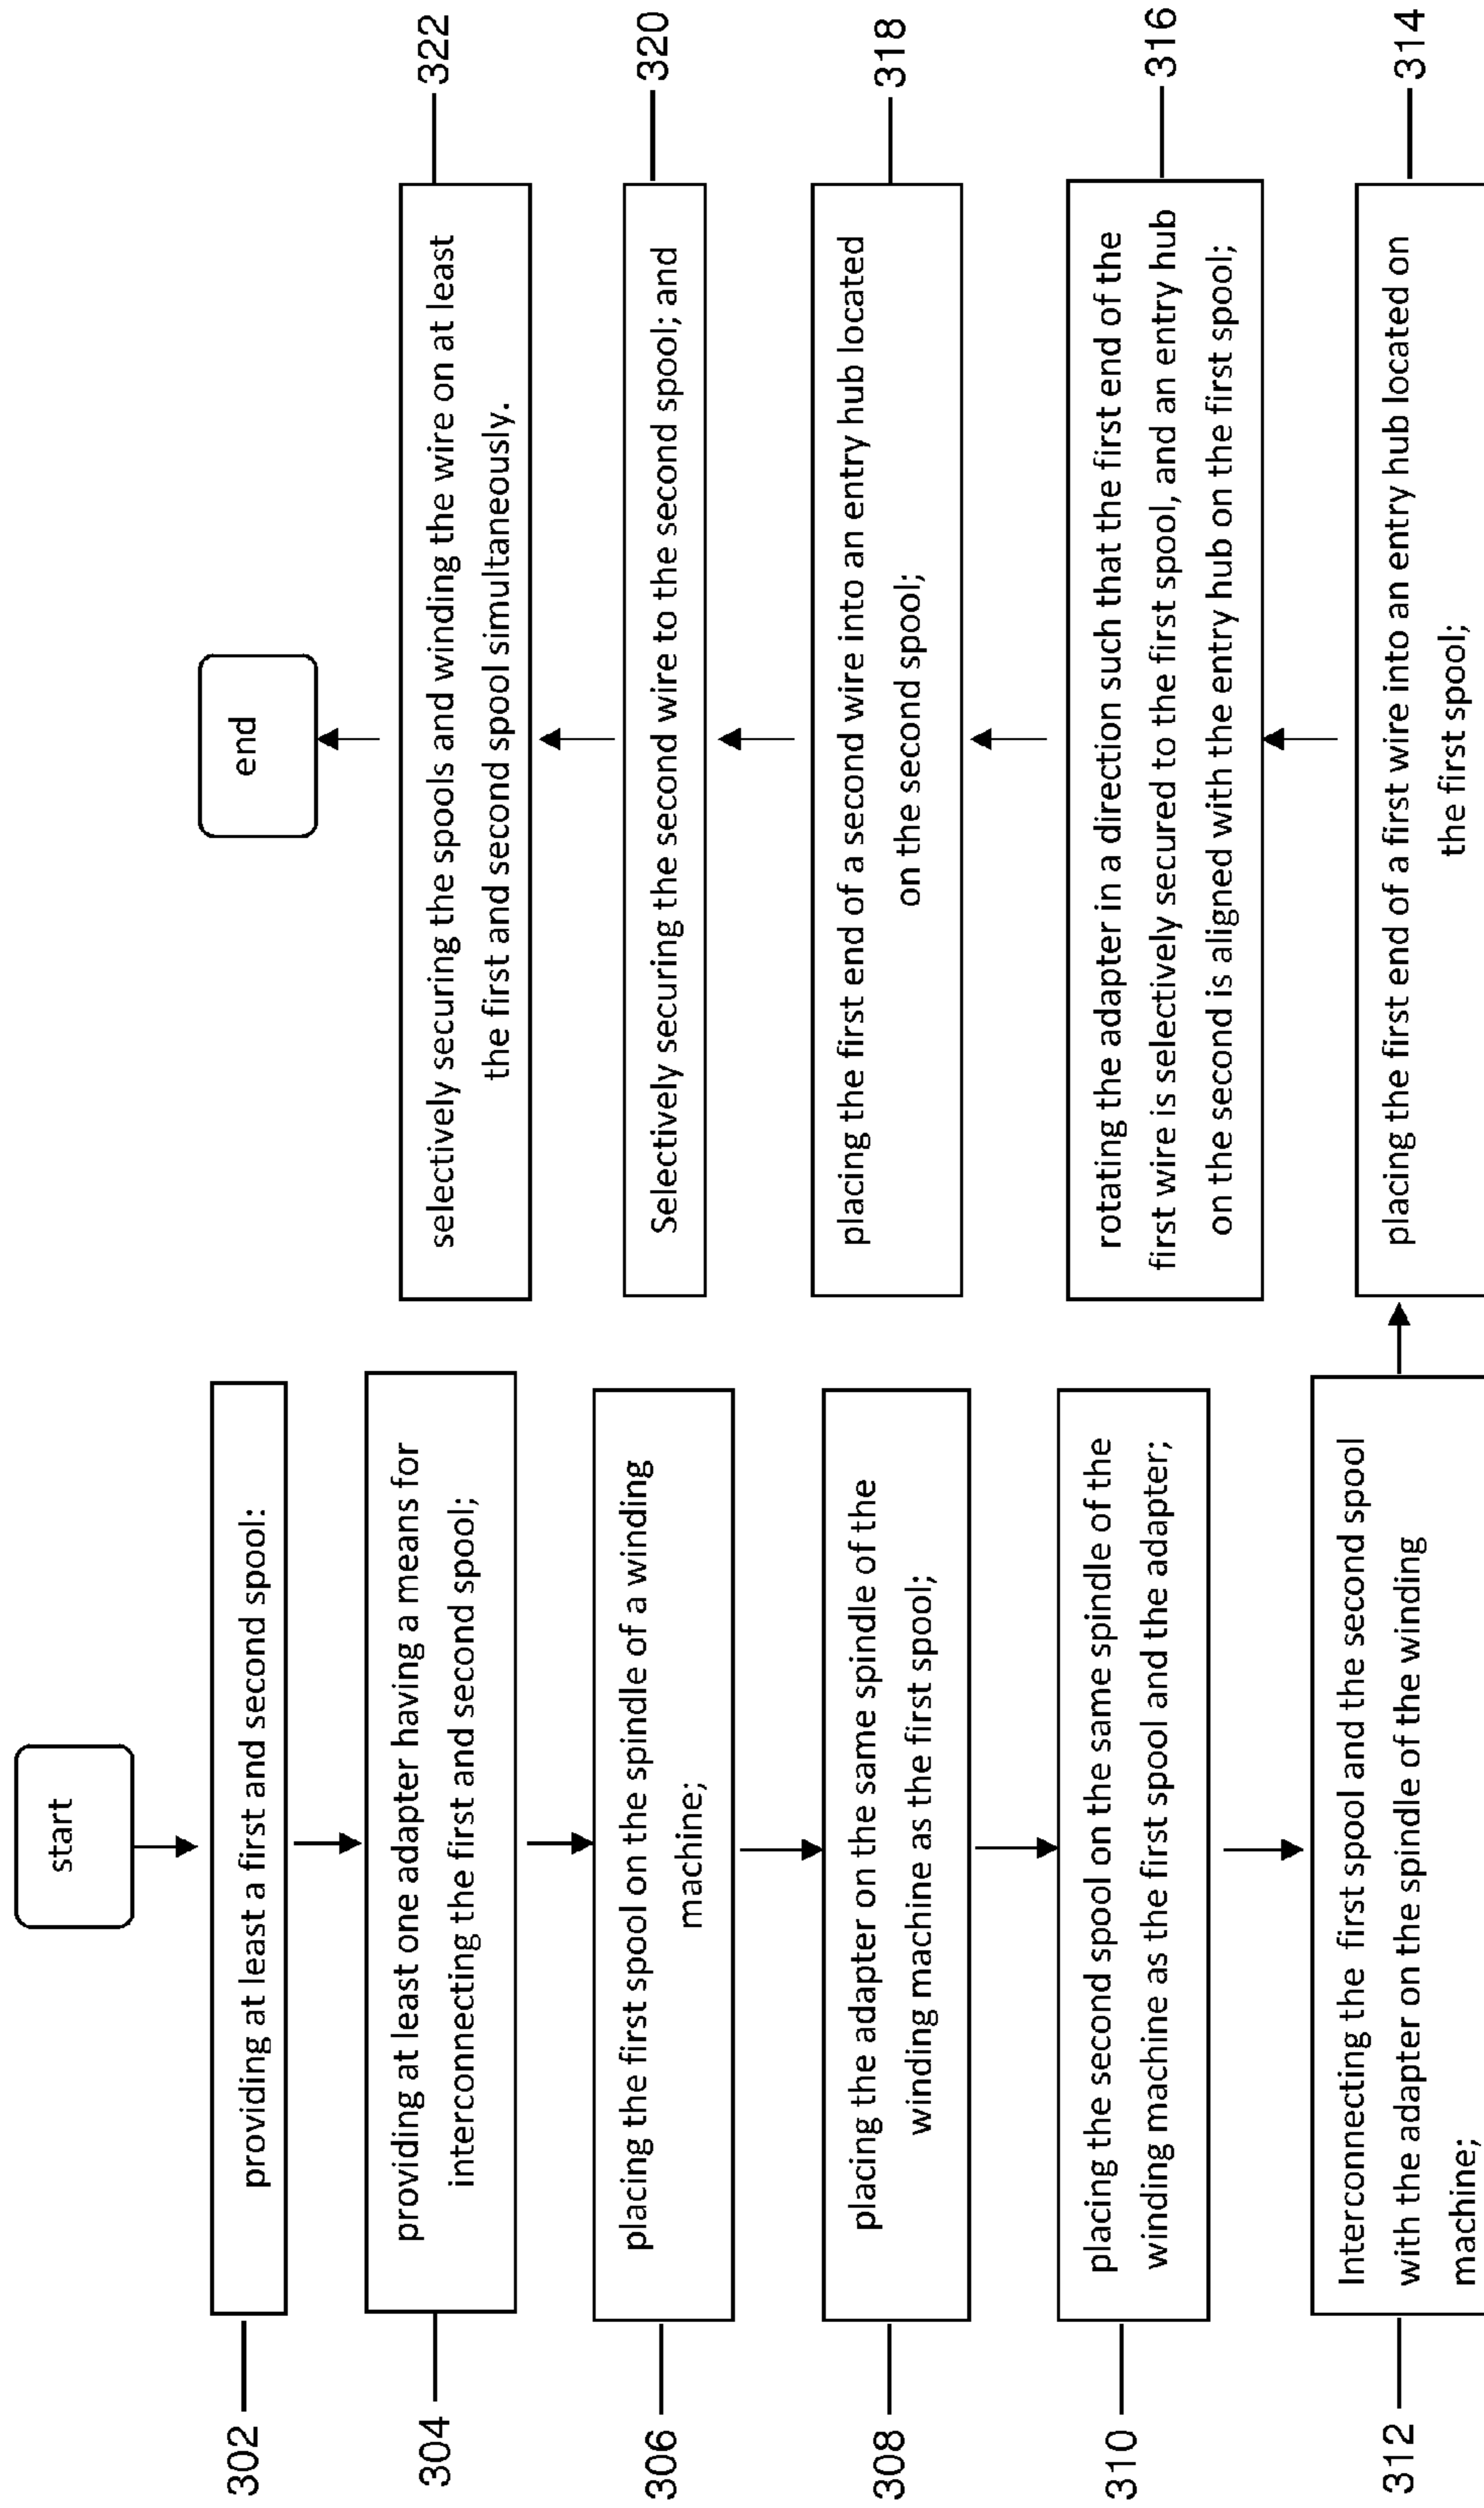 start
302
providing at least a first and second spool:
304
providing at least one adapter having a means for
interconnecting the first and second spool;
306
placing the first spool on the spindle of a winding
machine;
308
placing the adapter on the same spindle of the
winding machine as the first spool;
310
placing the second spool on the same spindle of the
winding machine as the first spool and the adapter;
312
Interconnecting the first spool and the second spool
with the adapter on the spindle of the winding
machine;
314
placing the first end of a first wire into an entry hub located on
the first spool;
316
rotating the adapter in a direction such that the first end of the
first wire is selectively secured to the first spool, and an entry hub
on the second is aligned with the entry hub on the first spool;
318
placing the first end of a second wire into an entry hub located
on the second spool;
320
Selectively securing the second wire to the second spool; and
322
selectively securing the spools and winding the wire on at least
the first and second spool simultaneously.
end